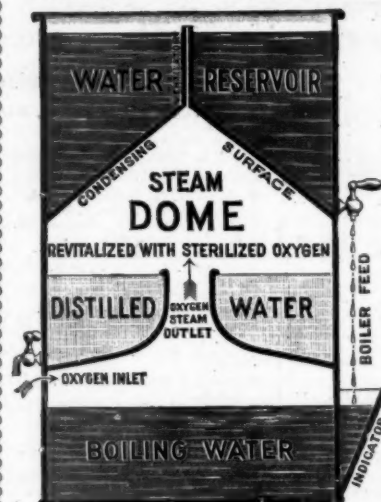 WATER RESERVOIR
VENTILATOR
CONDENSING SURFACE
STEAM
DOME
REVITALIZED WITH STERILIZED OXYGEN
DISTILLED WATER
OXYGEN
STEAM
OUTLET
BOILER FEED
OXYGEN INLET
BOILING WATER
INDICATOR